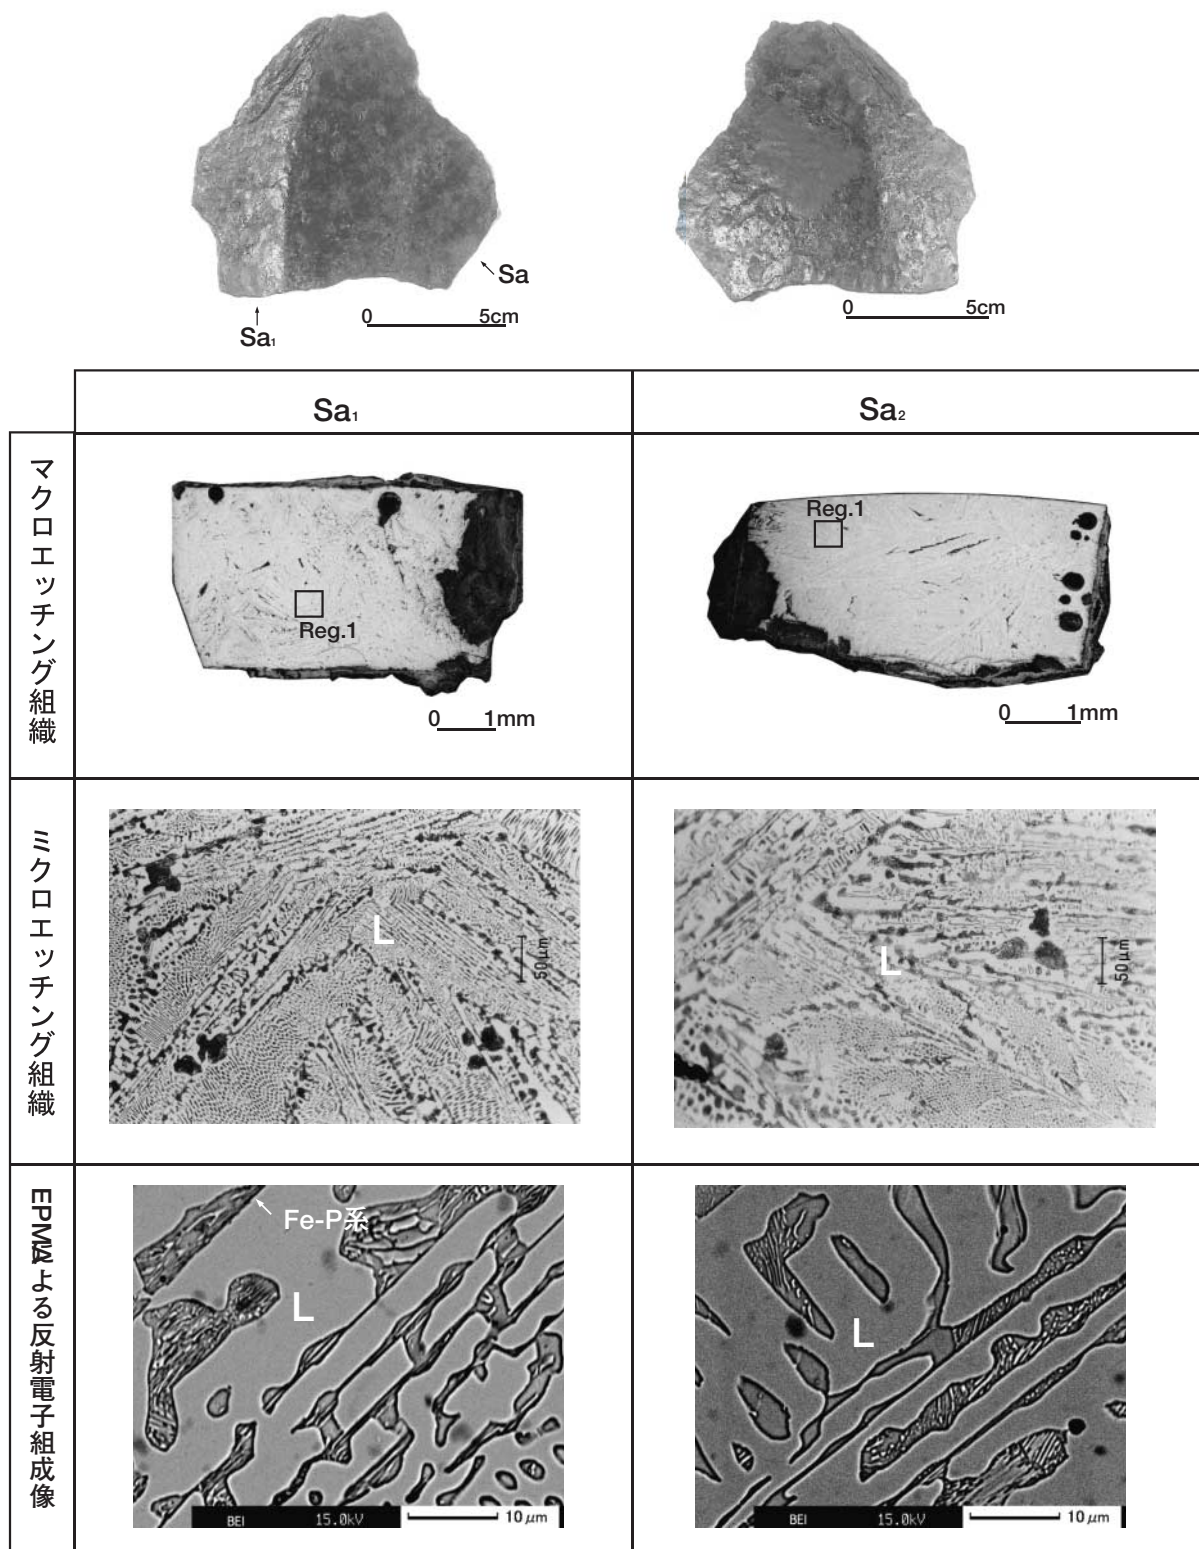 Sa
0 5cm
Sa₁
0 5cm
Sa₁
Sa₂
マクロエッチング組織
Reg.1
0 1mm
Reg.1
0 1mm
ミクロエッチング組織
L
50μm
L
50μm
EPMAによる反射電子組成像
Fe-P系
L
BEI 15.0kV 10μm
L
BEI 15.0kV 10μm